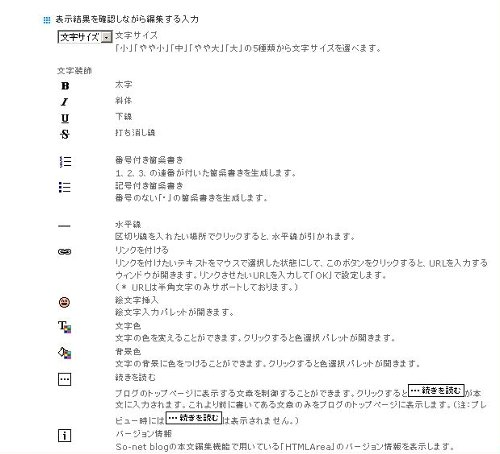 表示結果を確認しながら編集する入力
文字サイズ 文字サイズ
「小」「やや小」「中」「やや大」「大」の5種類から文字サイズを選べます。
文字装飾
B 太字
I 斜体
U 下線
S 打ち消し線
番号付き箇条書き
1. 2. 3. の連番が付いた箇条書きを生成します。
記号付き箇条書き
番号のない「・」の箇条書きを生成します。
水平線
区切り線を入れたい場所でクリックすると、水平線が引かれます。
リンクを付ける
リンクを付けたいテキストをマウスで選択した状態にして、このボタンをクリックすると、URLを入力する
ウィンドウが開きます。リンクさせたいURLを入力して「OK」で設定します。
(* URLは半角文字のみサポートしております。)
絵文字挿入
絵文字入力パレットが開きます。
T 文字色
文字の色を変えることができます。クリックすると色選択パレットが開きます。
背景色
文字の背景に色をつけることができます。クリックすると色選択パレットが開きます。
続きを読む
ブログのトップページに表示する文章を制御することができます。クリックすると ••• 続きを読む が本
文に入力されます。これより前に書いてある文章のみをブログのトップページに表示します。(注:プレ
ビュー時には ••• 続きを読む は表示されません。)
i バージョン情報
So-net blogの本文編集機能で用いている「HTMLArea」のバージョン情報を表示します。